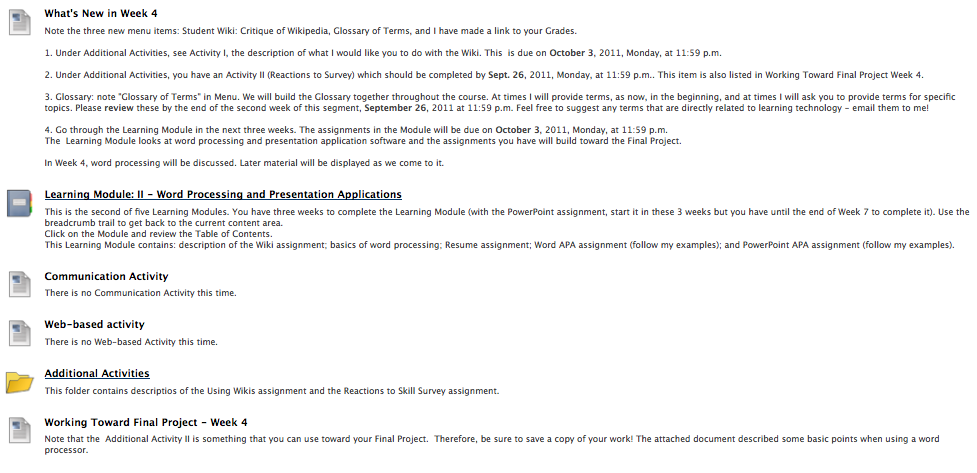 What's New in Week 4
Note the three new menu items: Student Wiki: Critique of Wikipedia, Glossary of Terms, and I have made a link to your Grades.
1. Under Additional Activities, see Activity I, the description of what I would like you to do with the Wiki. This  is due on October 3, 2011, Monday, at 11:59 p.m.
2. Under Additional Activities, you have an Activity II (Reactions to Survey) which should be completed by Sept. 26, 2011, Monday, at 11:59 p.m.. This item is also listed in Working Toward Final Project Week 4.
3. Glossary: note "Glossary of Terms" in Menu. We will build the Glossary together throughout the course. At times I will provide terms, as now, in the beginning, and at times I will ask you to provide terms for specific
topics. Please review these by the end of the second week of this segment, September 26, 2011 at 11:59 p.m. Feel free to suggest any terms that are directly related to learning technology - email them to me!
4. Go through the Learning Module in the next three weeks. The assignments in the Module will be due on October 3, 2011, Monday, at 11:59 p.m.
The  Learning Module looks at word processing and presentation application software and the assignments you have will build toward the Final Project.
In Week 4, word processing will be discussed. Later material will be displayed as we come to it.
Learning Module: II - Word Processing and Presentation Applications
This is the second of five Learning Modules. You have three weeks to complete the Learning Module (with the PowerPoint assignment, start it in these 3 weeks but you have until the end of Week 7 to complete it). Use the
breadcrumb trail to get back to the current content area.
Click on the Module and review the Table of Contents.
This Learning Module contains: description of the Wiki assignment; basics of word processing; Resume assignment; Word APA assignment (follow my examples); and PowerPoint APA assignment (follow my examples).
Communication Activity
There is no Communication Activity this time.
Web-based activity
There is no Web-based Activity this time.
Additional Activities
This folder contains descriptios of the Using Wikis assignment and the Reactions to Skill Survey assignment.
Working Toward Final Project - Week 4
Note that the  Additional Activity II is something that you can use toward your Final Project.  Therefore, be sure to save a copy of your work! The attached document described some basic points when using a word
processor.